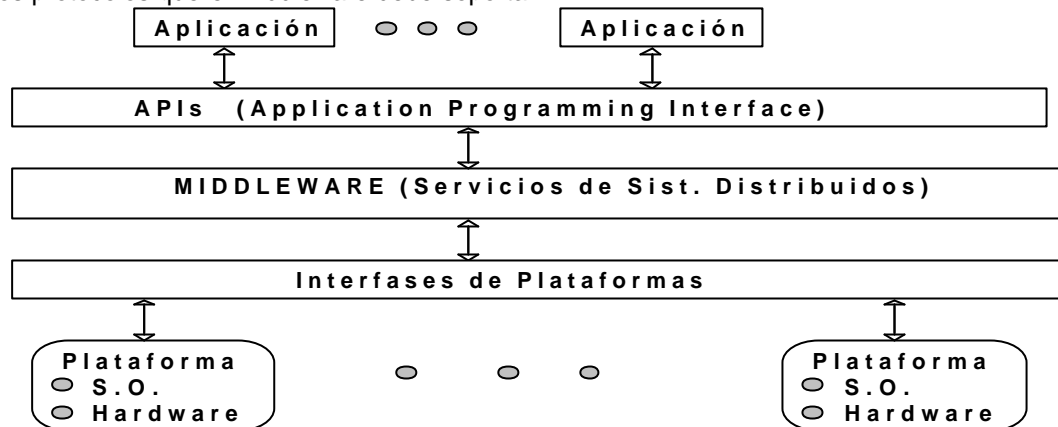 Aplicación Aplicación
APIs (Application Programming Interface)
MIDDLEWARE (Servicios de Sist. Distribuidos)
Interfases de Plataformas
Plataforma Plataforma
S.O. S.O.
Hardware Hardware